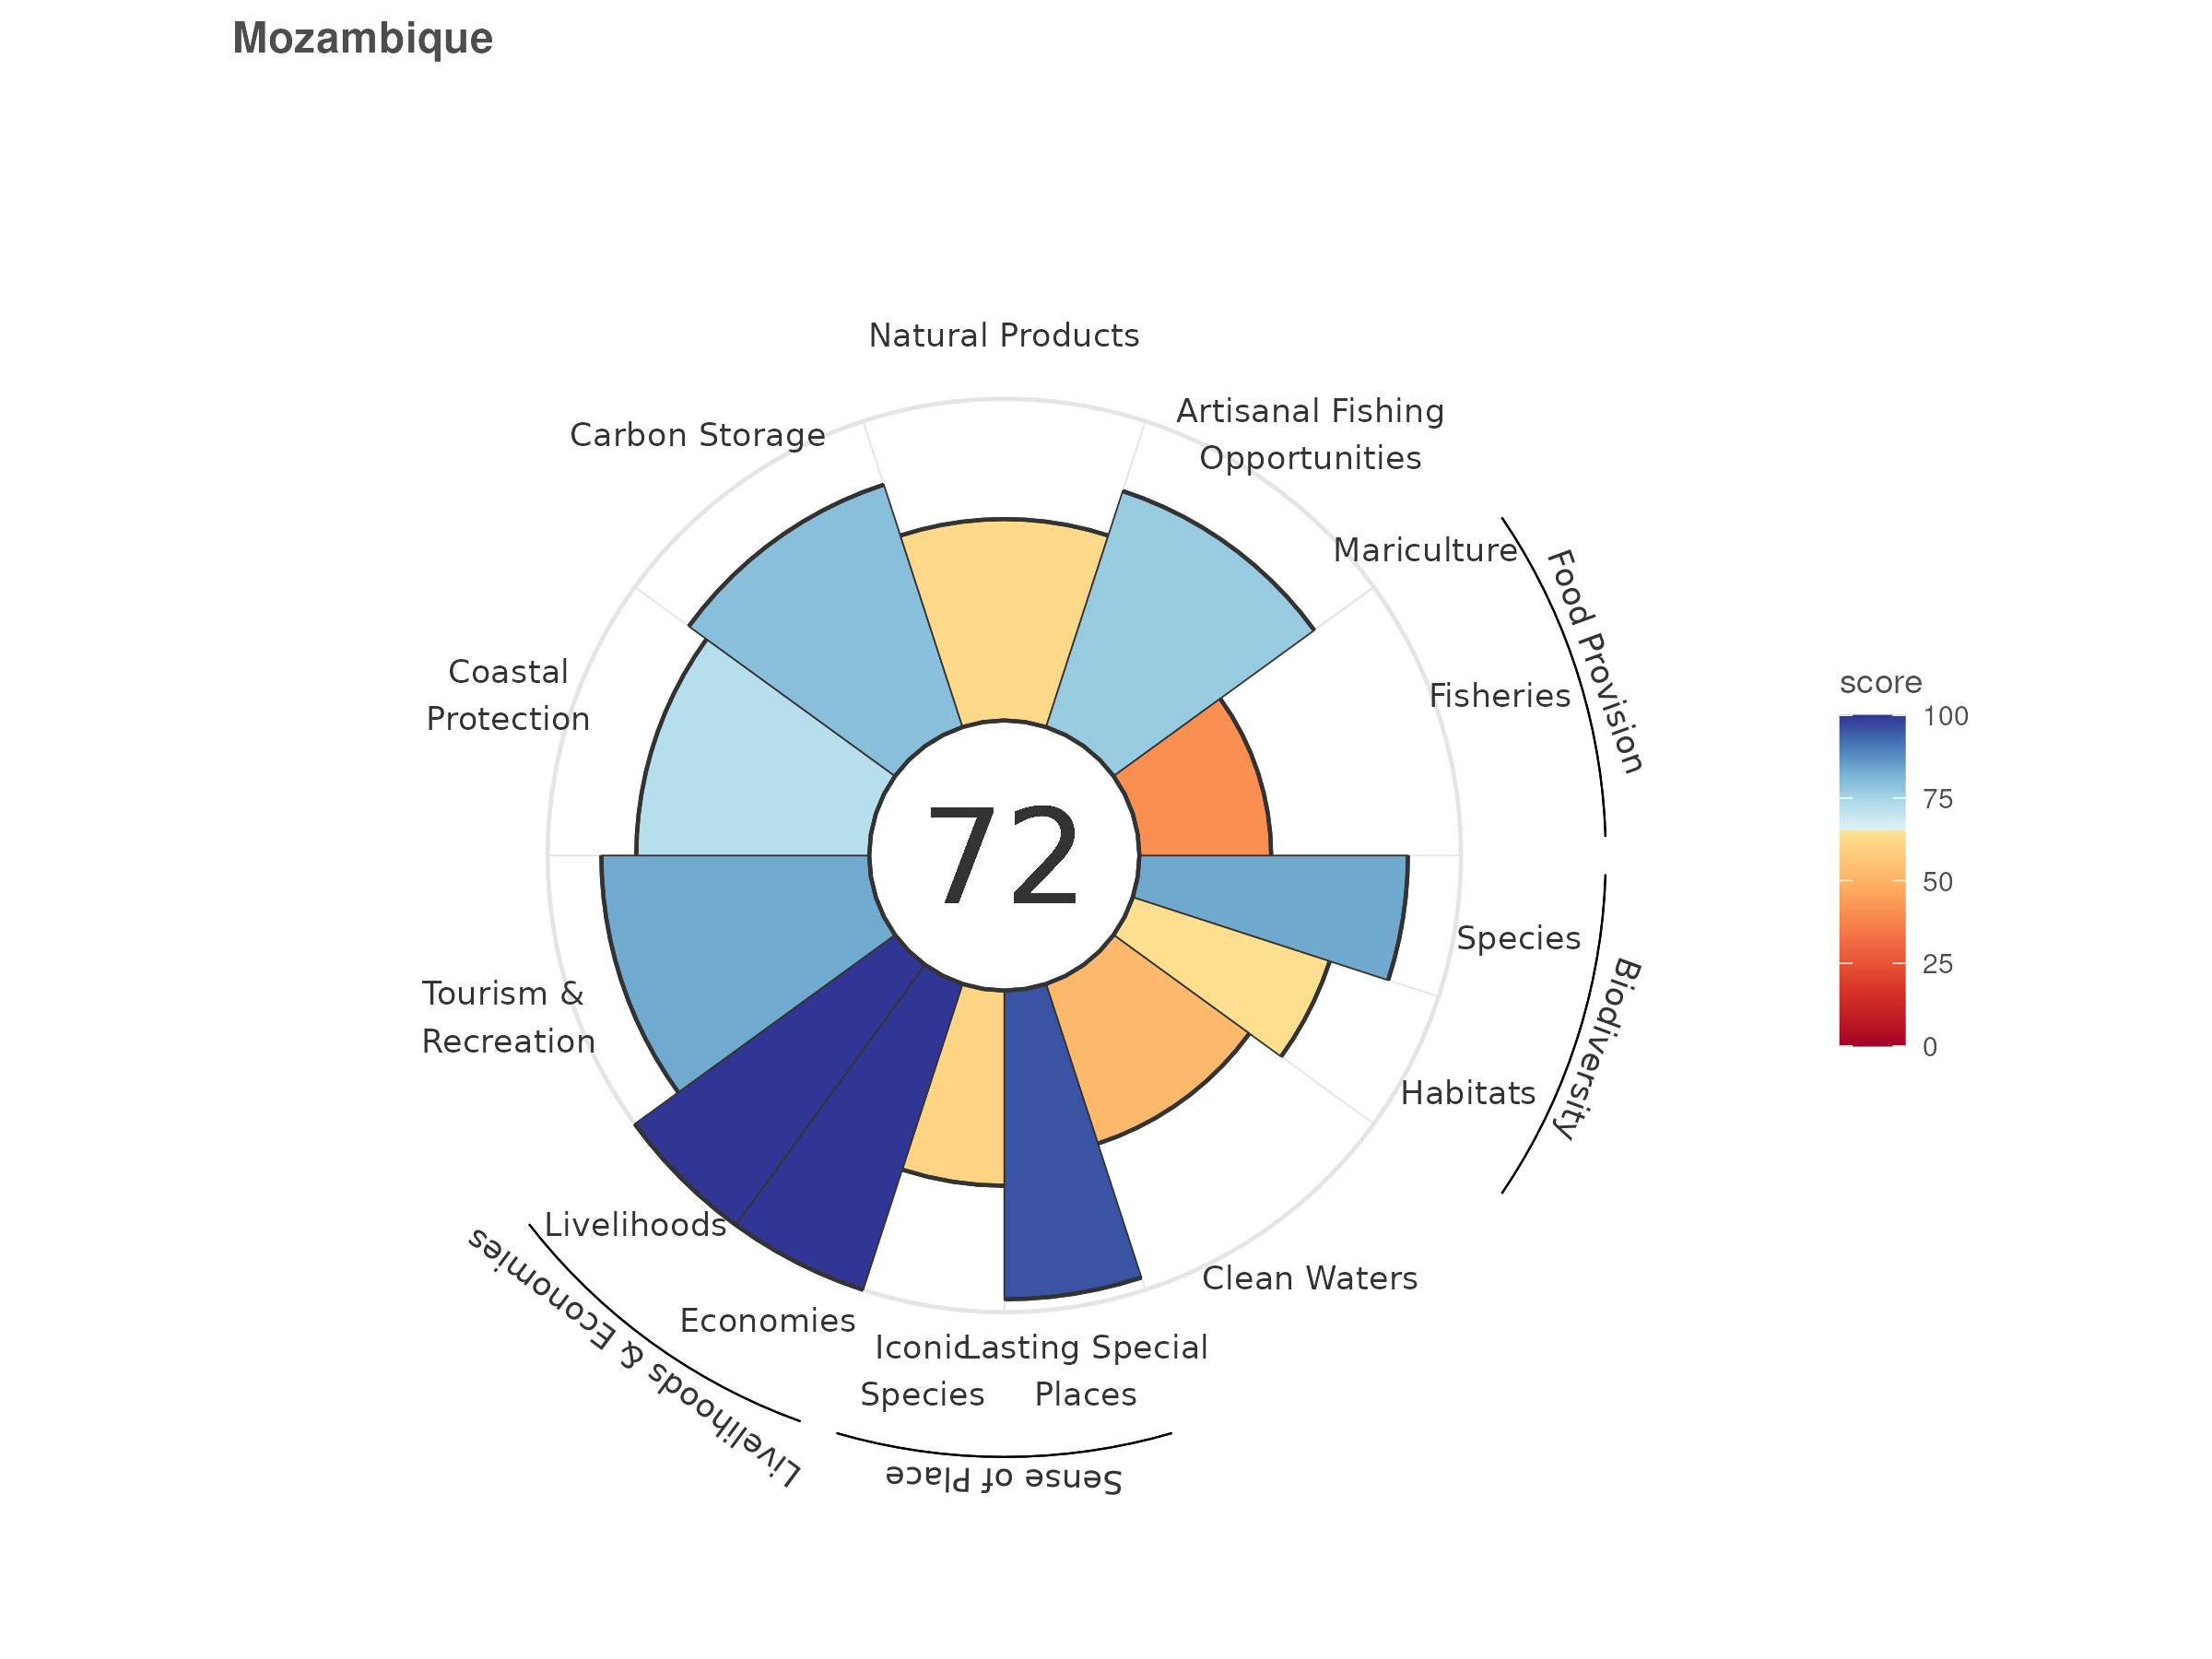 Mozambique
Natural Products
Artisanal Fishing
Opportunities
Carbon Storage
Mariculture
Food Provision
Fisheries
Coastal
Protection
score
100
75
50
25
0
72
Species
Biodiversity
Habitats
Tourism &
Recreation
Livelihoods
Livelihoods & Economies
Economies
Clean Waters
Iconic
Species
Lasting Special
Places
Sense of Place